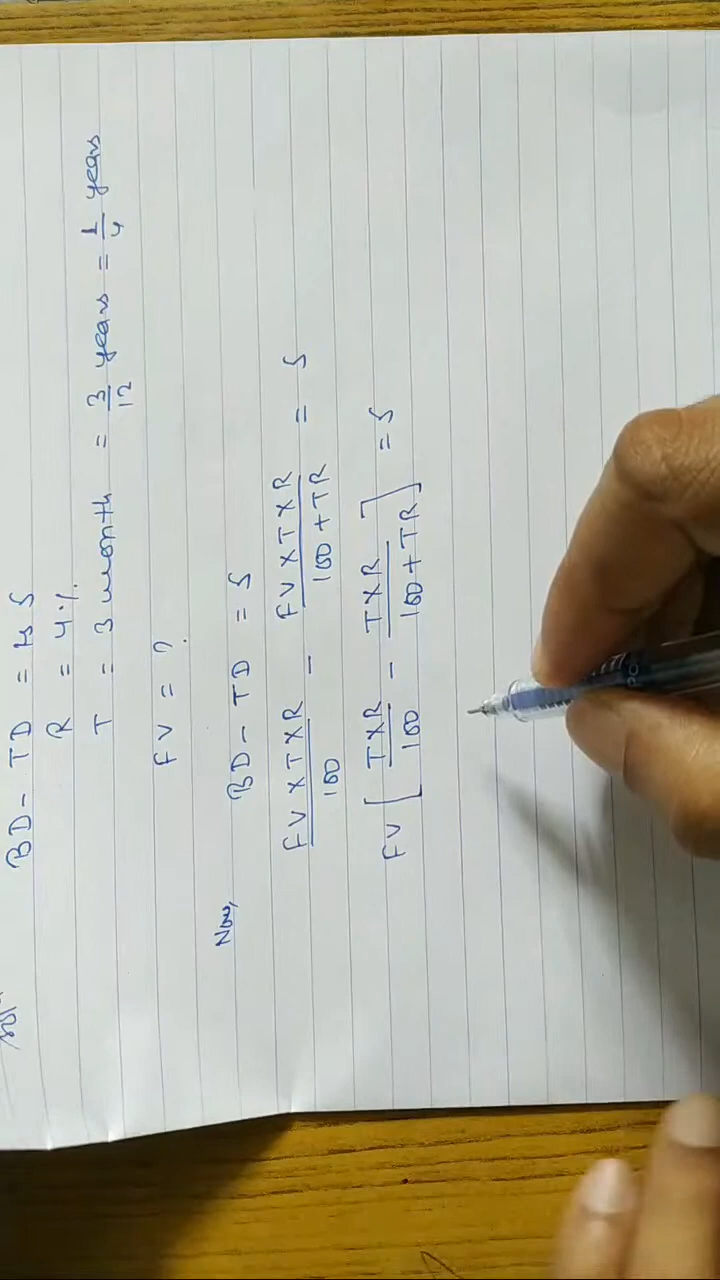 solⁿ
BD - TD = Rs 5
R = 4%
T = 3 month = 3/12 years = 1/4 years
FV = ?
Now, BD - TD = 5
FV X T X R / 100 - FV X T X R / 100 + TR = 5
FV [ T X R / 100 - T X R / 100 + TR ] = 5